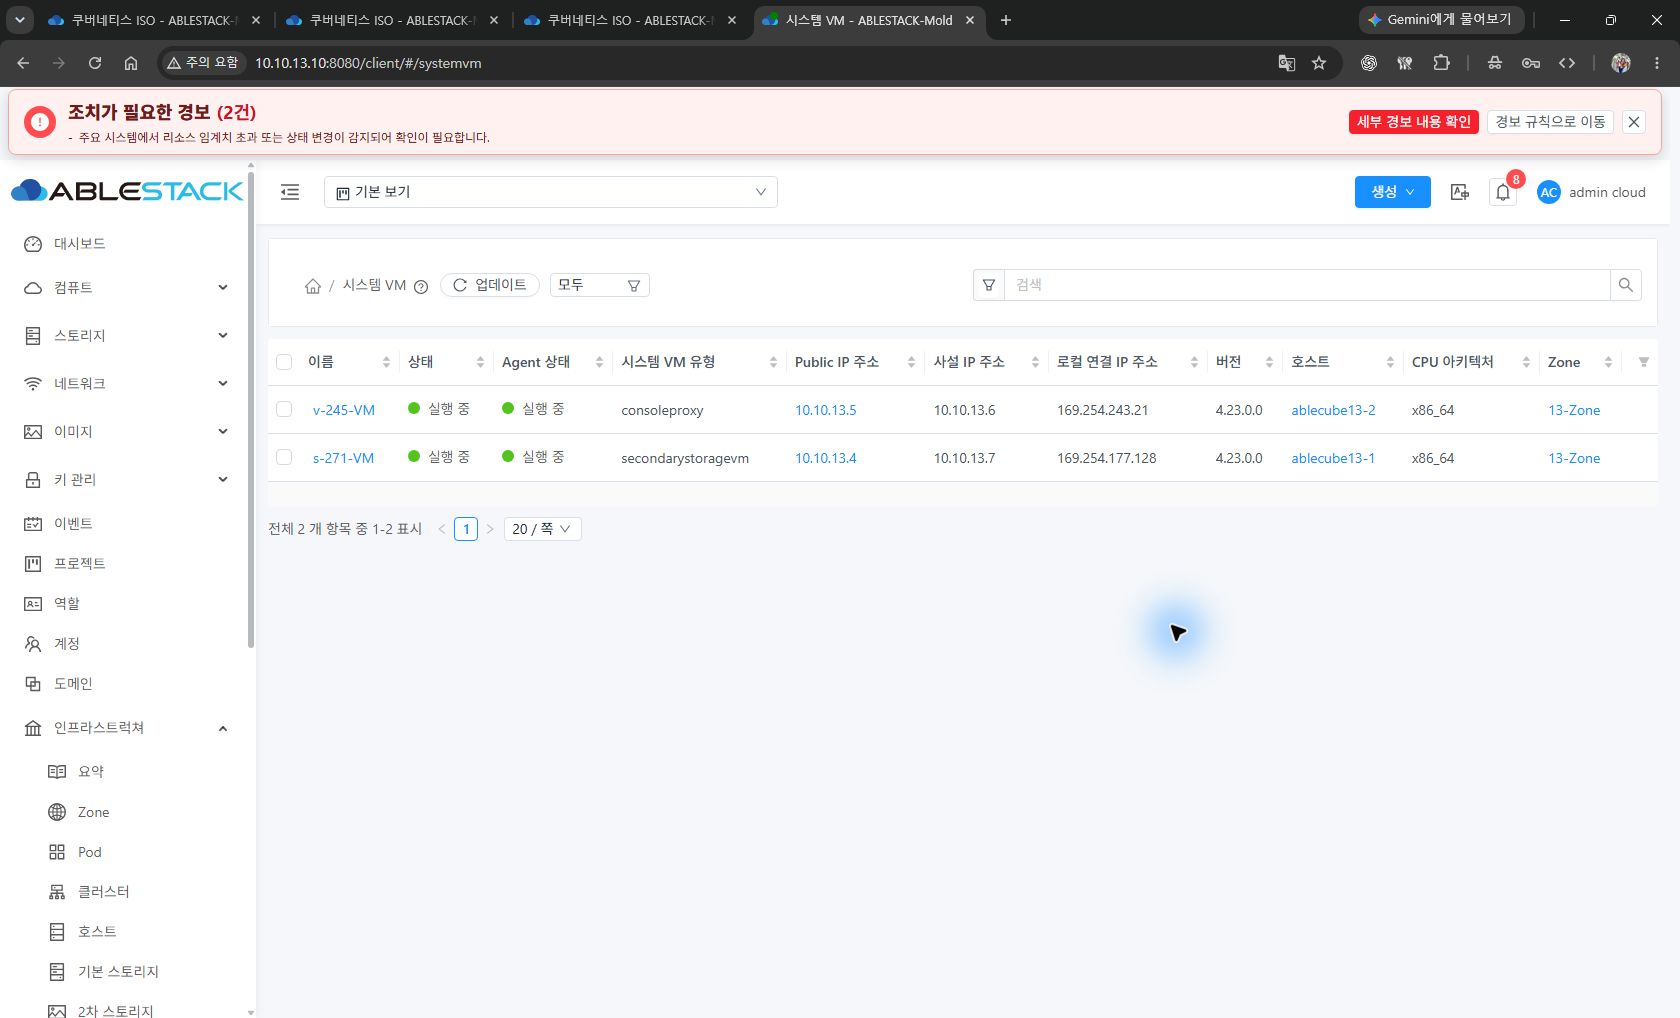 쿠버네티스 ISO - ABLESTACK-
쿠버네티스 ISO - ABLESTACK-
쿠버네티스 ISO - ABLESTACK-
시스템 VM - ABLESTACK-Mold
Gemini에게 물어보기
주의 요함
10.10.13.10:8080/client/#/systemvm
조치가 필요한 경보 (2건)
- 주요 시스템에서 리소스 임계치 초과 또는 상태 변경이 감지되어 확인이 필요합니다.
세부 경보 내용 확인
경보 규칙으로 이동
ABLESTACK
기본 보기
생성
8
AC
admin cloud
대시보드
컴퓨트
스토리지
네트워크
이미지
키 관리
이벤트
프로젝트
역할
계정
도메인
인프라스트럭쳐
요약
Zone
Pod
클러스터
호스트
기본 스토리지
2차 스토리지
/ 시스템 VM
업데이트
모두
검색
이름 상태 Agent 상태 시스템 VM 유형 Public IP 주소 사설 IP 주소 로컬 연결 IP 주소 버전 호스트 CPU 아키텍처 Zone
v-245-VM 실행 중 실행 중 consoleproxy 10.10.13.5 10.10.13.6 169.254.243.21 4.23.0.0 ablecube13-2 x86_64 13-Zone
s-271-VM 실행 중 실행 중 secondarystoragevm 10.10.13.4 10.10.13.7 169.254.177.128 4.23.0.0 ablecube13-1 x86_64 13-Zone
전체 2 개 항목 중 1-2 표시 < 1 > 20 / 쪽